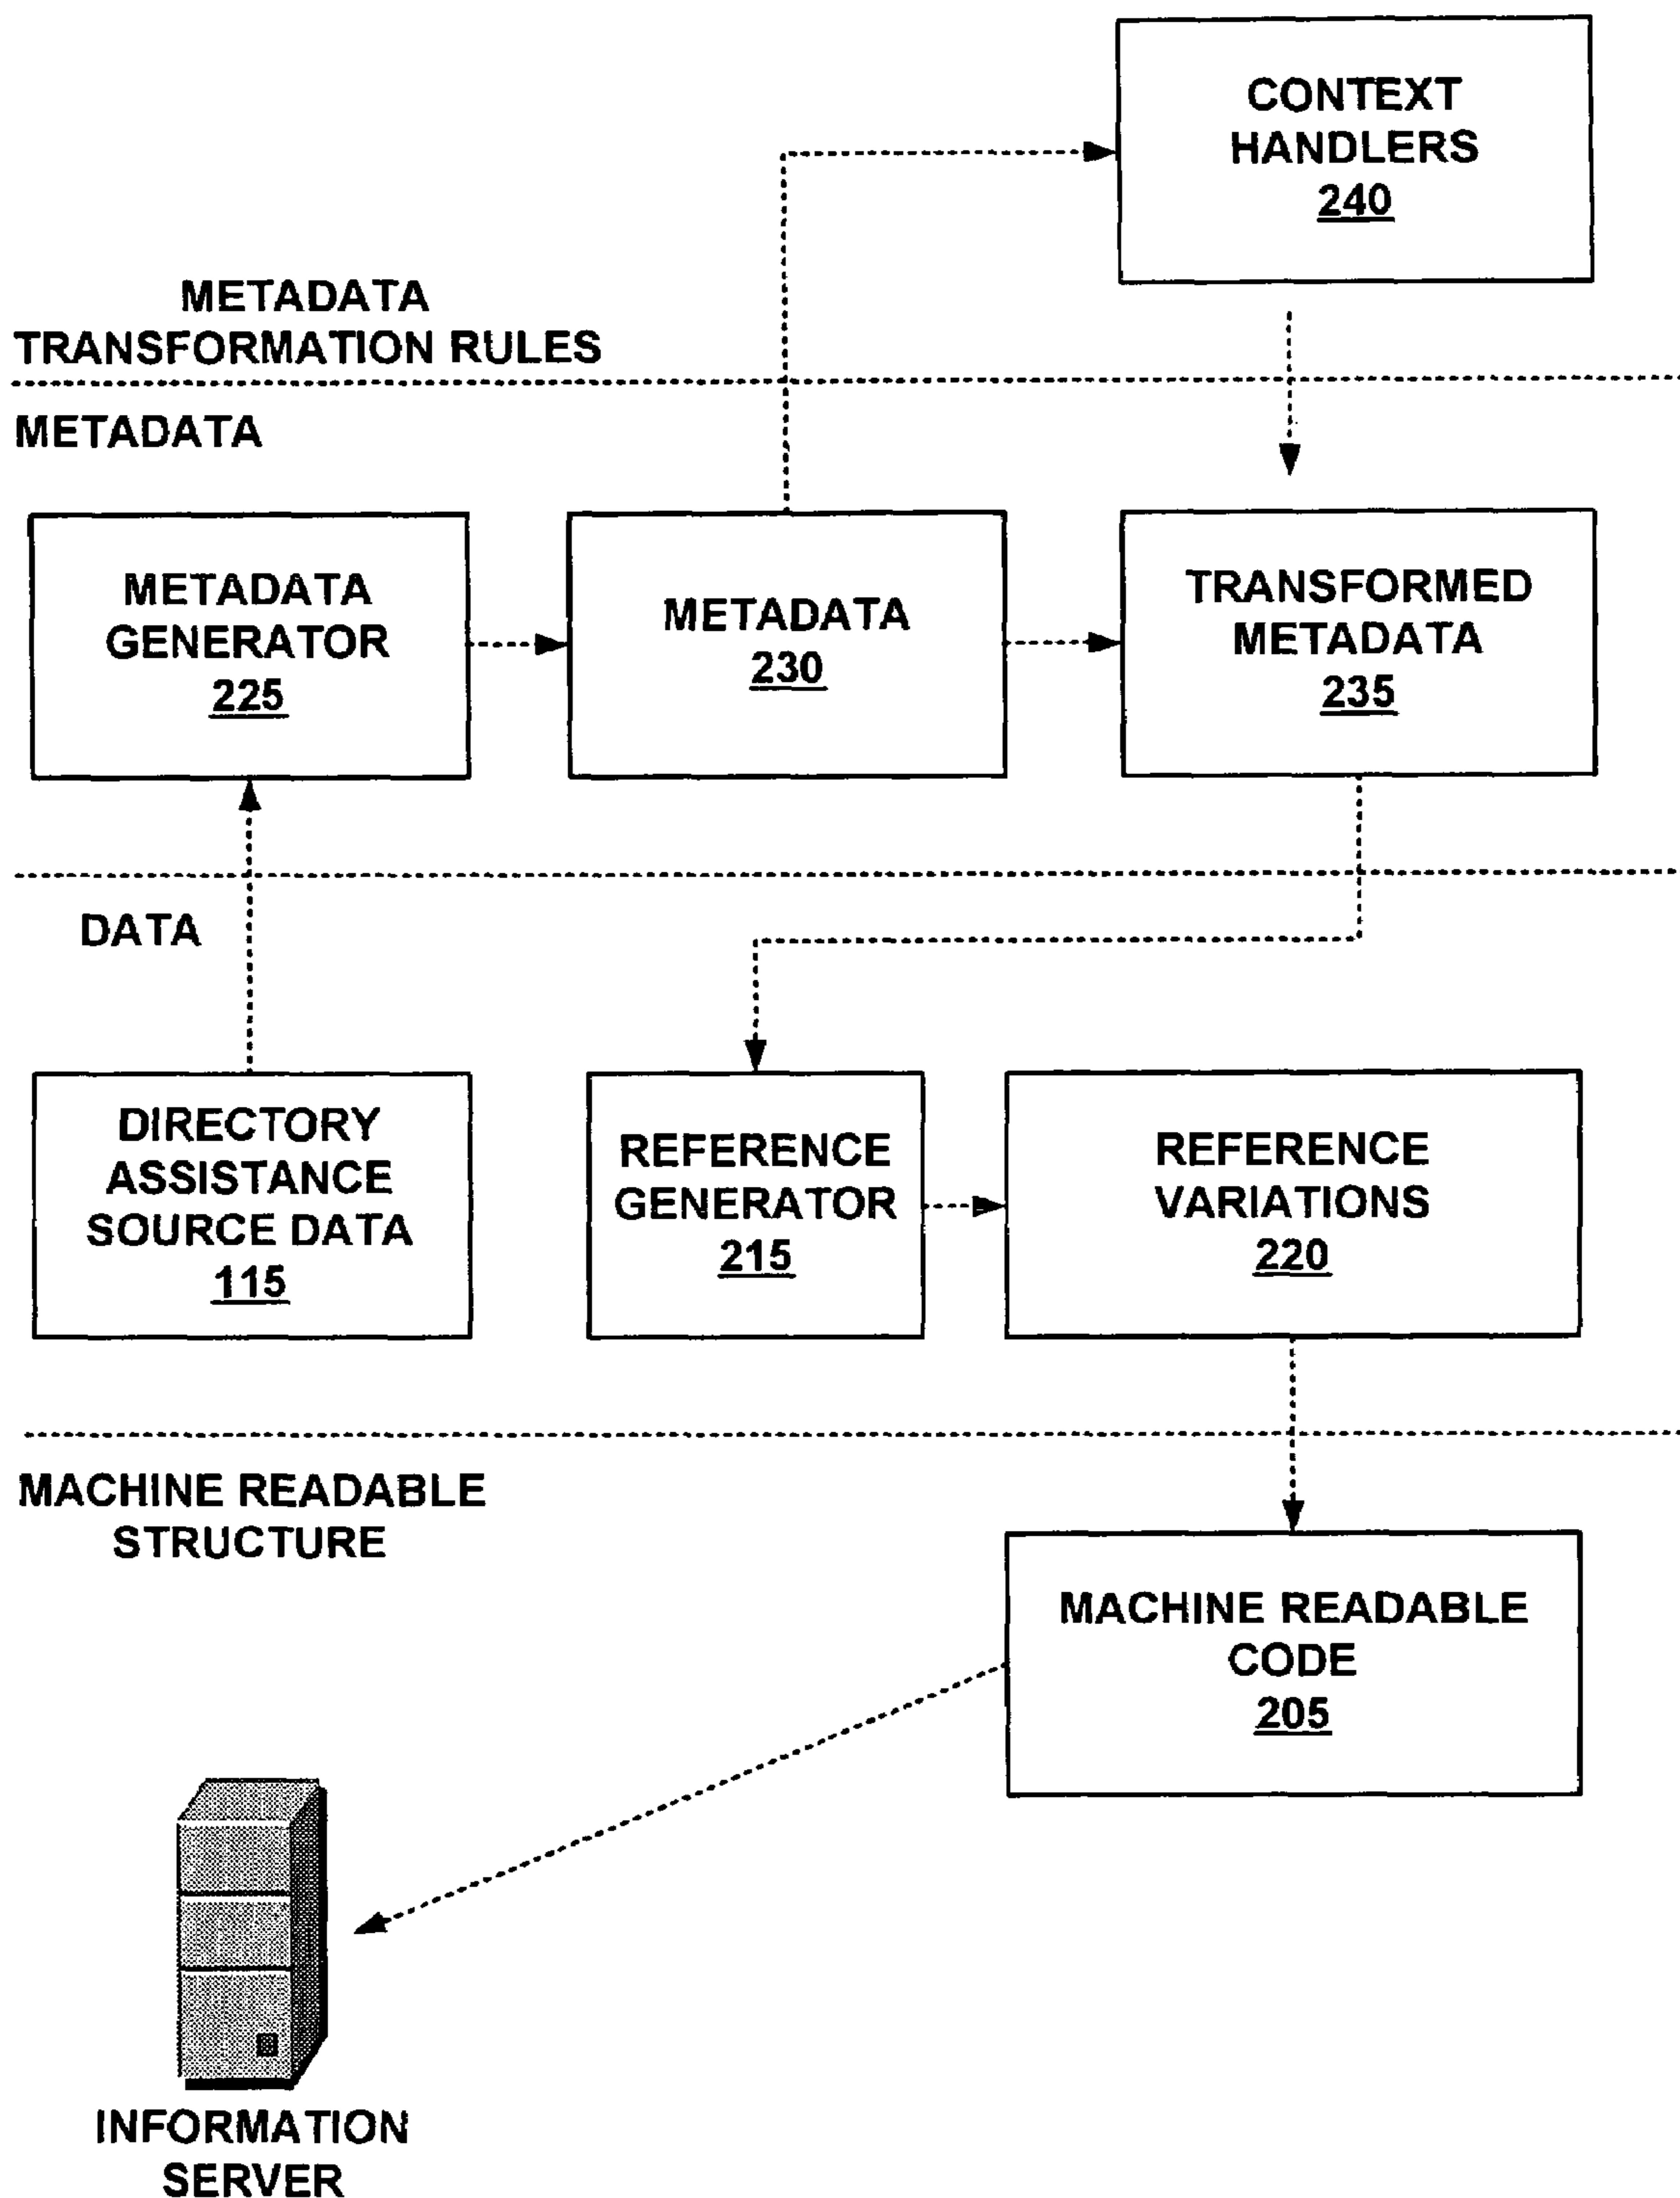 CONTEXT
HANDLERS
240
METADATA
TRANSFORMATION RULES
METADATA
METADATA
GENERATOR
225
METADATA
230
TRANSFORMED
METADATA
235
DATA
DIRECTORY
ASSISTANCE
SOURCE DATA
115
REFERENCE
GENERATOR
215
REFERENCE
VARIATIONS
220
MACHINE READABLE
STRUCTURE
MACHINE READABLE
CODE
205
INFORMATION
SERVER